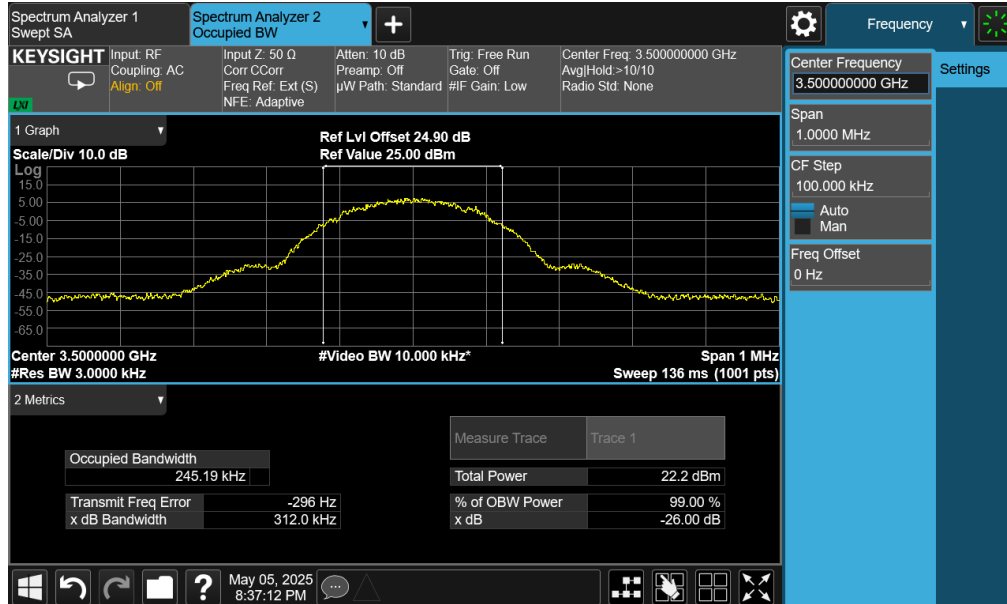 Spectrum Analyzer 1
Swept SA
Spectrum Analyzer 2
Occupied BW
Frequency
KEYSIGHT
LXI
Input: RF
Coupling: AC
Align: Off
Input Z: 50 Ω
Corr CCorr
Freq Ref: Ext (S)
NFE: Adaptive
Atten: 10 dB
Preamp: Off
µW Path: Standard
Trig: Free Run
Gate: Off
#IF Gain: Low
Center Freq: 3.500000000 GHz
Avg|Hold:>10/10
Radio Std: None
1 Graph
Scale/Div 10.0 dB
Ref Lvl Offset 24.90 dB
Ref Value 25.00 dBm
Log
15.0
5.00
-5.00
-15.0
-25.0
-35.0
-45.0
-55.0
-65.0
Center 3.5000000 GHz
#Video BW 10.000 kHz*
Span 1 MHz
#Res BW 3.0000 kHz
Sweep 136 ms (1001 pts)
2 Metrics
Measure Trace
Trace 1
Occupied Bandwidth
245.19 kHz
Total Power
22.2 dBm
Transmit Freq Error
-296 Hz
% of OBW Power
99.00 %
x dB Bandwidth
312.0 kHz
x dB
-26.00 dB
Center Frequency
3.500000000 GHz
Settings
Span
1.0000 MHz
CF Step
100.000 kHz
Auto
Man
Freq Offset
0 Hz
?
May 05, 2025
8:37:12 PM